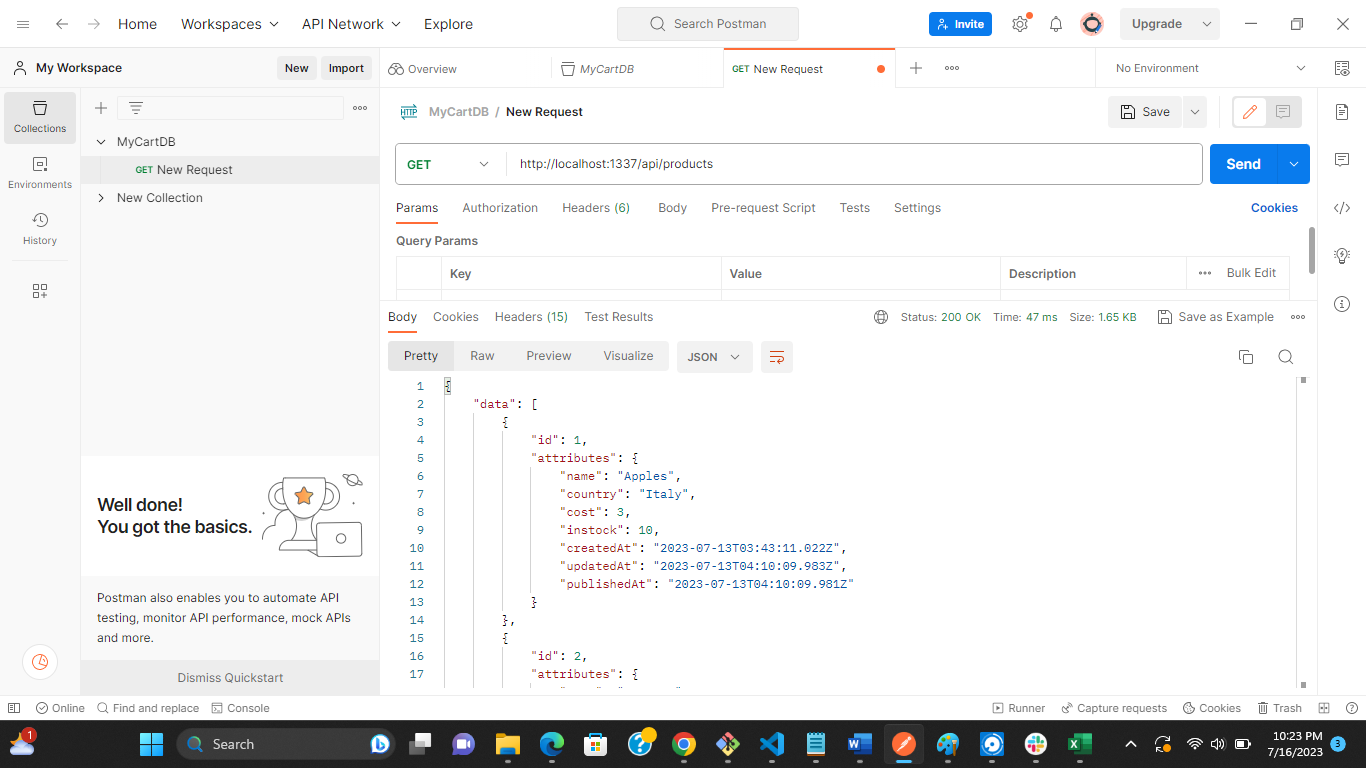 Home Workspaces API Network Explore Search Postman Invite Upgrade
My Workspace New Import Overview MyCartDB GET New Request No Environment
Collections
Environments
History
MyCartDB
GET New Request
New Collection
HTTP MyCartDB / New Request Save
GET http://localhost:1337/api/products Send
Params Authorization Headers (6) Body Pre-request Script Tests Settings Cookies
Query Params
Key Value Description Bulk Edit
Body Cookies Headers (15) Test Results Status: 200 OK Time: 47 ms Size: 1.65 KB Save as Example
Pretty Raw Preview Visualize JSON
1 {
2 "data": [
3 {
4 "id": 1,
5 "attributes": {
6 "name": "Apples",
7 "country": "Italy",
8 "cost": 3,
9 "instock": 10,
10 "createdAt": "2023-07-13T03:43:11.022Z",
11 "updatedAt": "2023-07-13T04:10:09.983Z",
12 "publishedAt": "2023-07-13T04:10:09.981Z"
13 }
14 },
15 {
16 "id": 2,
17 "attributes": {
Well done!
You got the basics.
Postman also enables you to automate API
testing, monitor API performance, mock APIs
and more.
Dismiss Quickstart
Online Find and replace Console Runner Capture requests Cookies Trash
1 Search 10:23 PM
7/16/2023 3